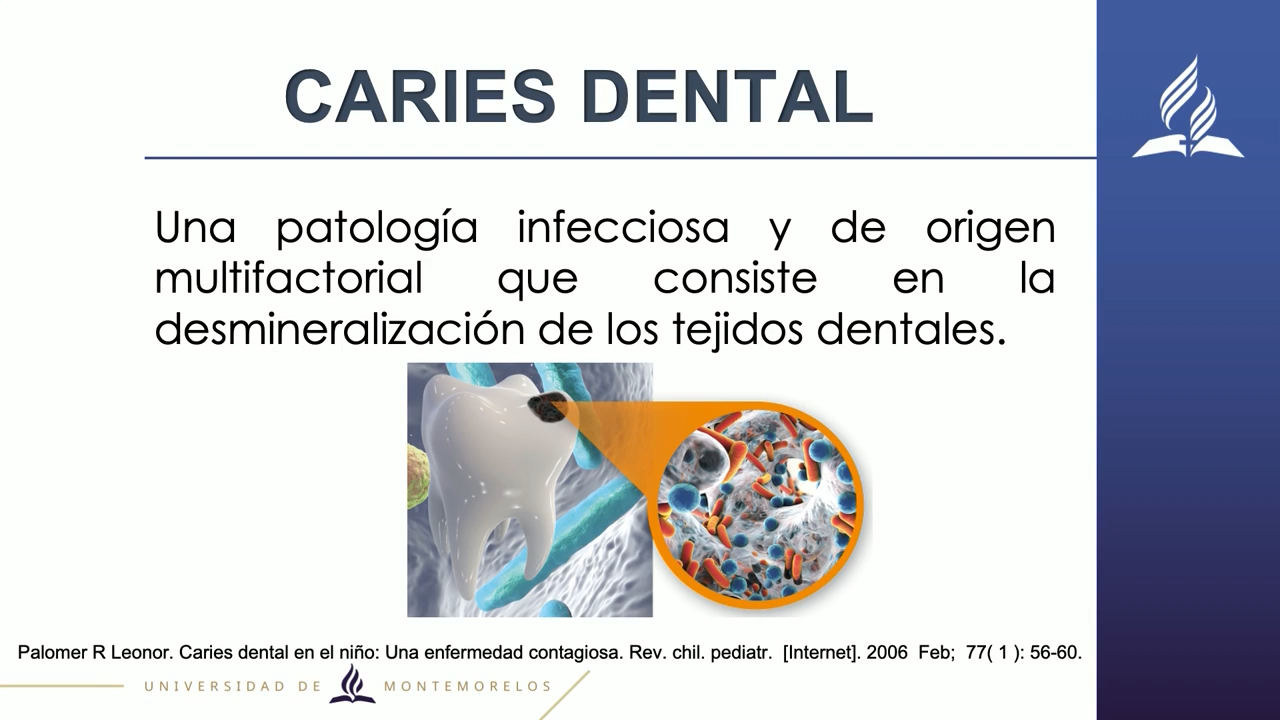 CARIES DENTAL
Una patología infecciosa y de origen
multifactorial que consiste en la
desmineralización de los tejidos dentales.
Palomer R Leonor. Caries dental en el niño: Una enfermedad contagiosa. Rev. chil. pediatr.  [Internet]. 2006  Feb;  77( 1 ): 56-60.
UNIVERSIDAD DE MONTEMORELOS